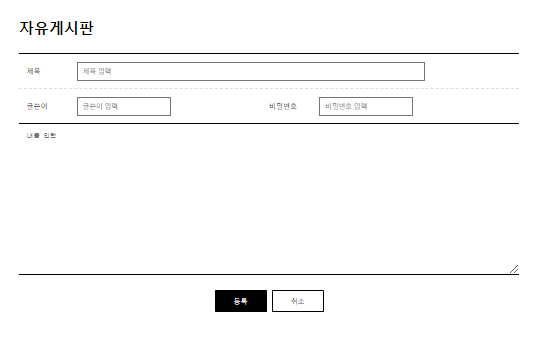 자유게시판
제목 제목 입력
글쓴이 글쓴이 입력 비밀번호 비밀번호 입력
내용 입력
등록 취소